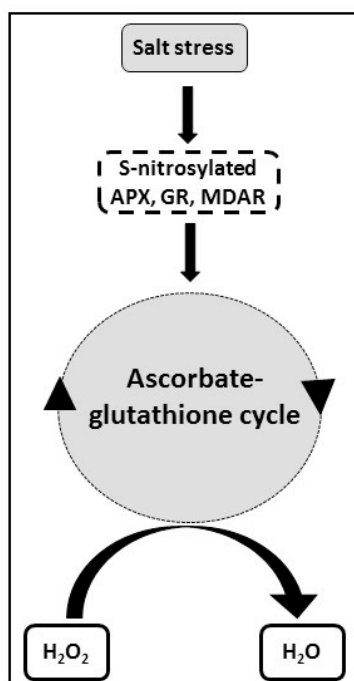 Salt stress
S-nitrosylated
APX, GR, MDAR
Ascorbate-
glutathione cycle
H₂O₂
H₂O